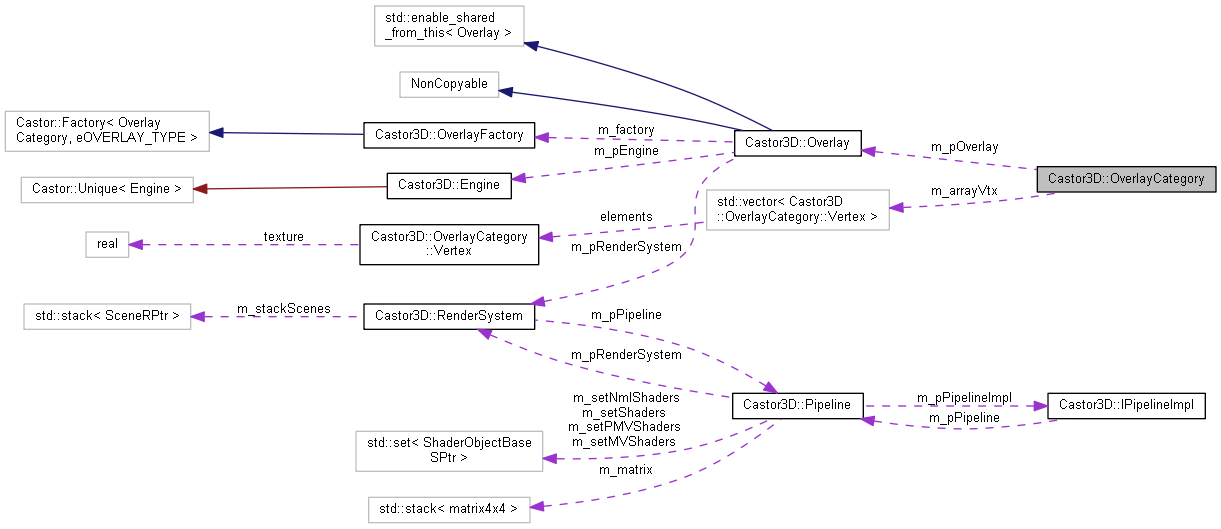 std::enable_shared
_from_this< Overlay >
NonCopyable
Castor::Factory< Overlay
Category, eOVERLAY_TYPE >
Castor3D::OverlayFactory
m_factory
m_pEngine
Castor3D::Overlay
m_pOverlay
Castor3D::OverlayCategory
Castor::Unique< Engine >
Castor3D::Engine
m_arrayVtx
std::vector< Castor3D
::OverlayCategory::Vertex >
elements
real
texture
Castor3D::OverlayCategory
::Vertex
m_pRenderSystem
std::stack< SceneRPtr >
m_stackScenes
Castor3D::RenderSystem
m_pPipeline
m_pRenderSystem
m_setNmlShaders
m_setShaders
m_setPMVShaders
m_setMVShaders
Castor3D::Pipeline
m_pPipelineImpl
m_pPipeline
Castor3D::IPipelineImpl
std::set< ShaderObjectBase
SPtr >
m_matrix
std::stack< matrix4x4 >